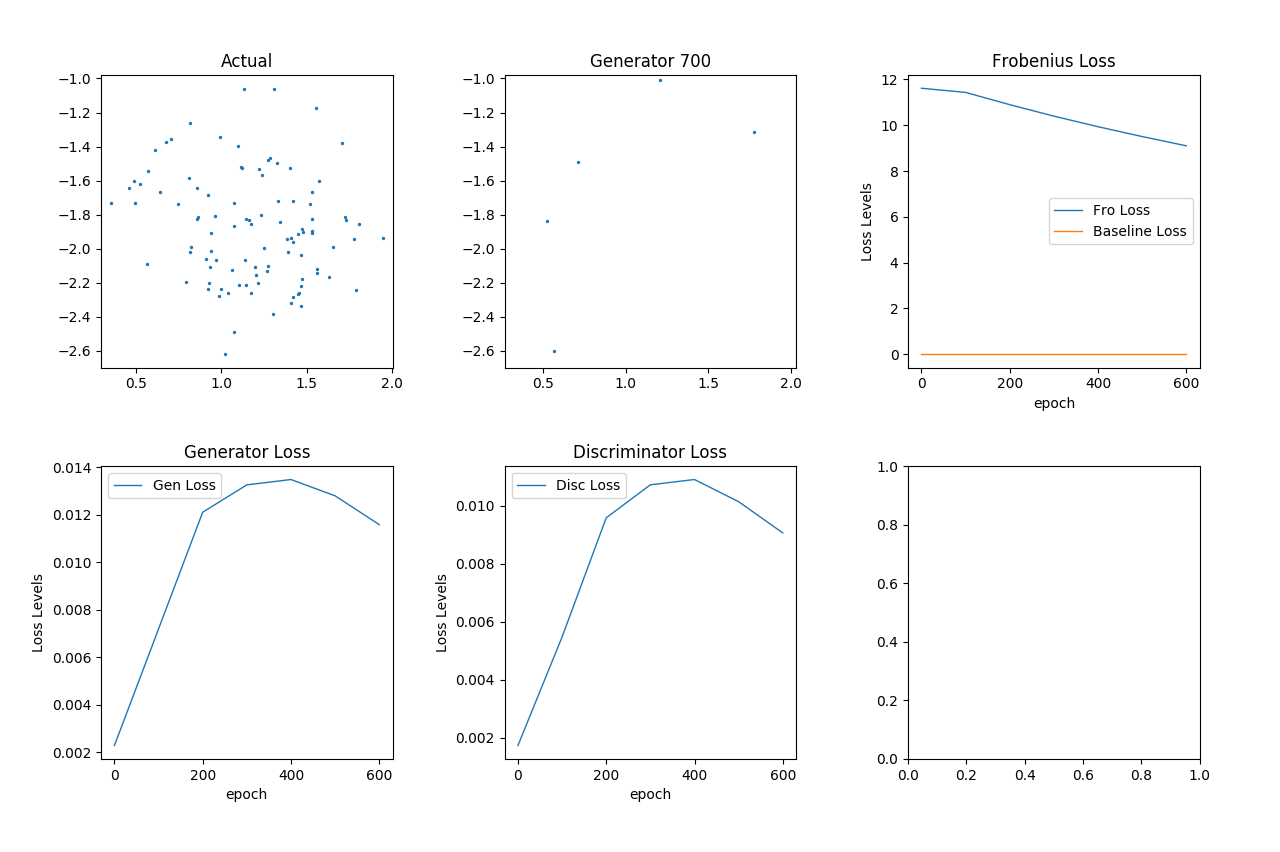 Actual
−1.0
−1.2
−1.4
−1.6
−1.8
−2.0
−2.2
−2.4
−2.6
0.5 1.0 1.5 2.0
Generator 700
−1.0
−1.2
−1.4
−1.6
−1.8
−2.0
−2.2
−2.4
−2.6
0.5 1.0 1.5 2.0
Frobenius Loss
Loss Levels
12
10
8
6
4
2
0
Fro Loss
Baseline Loss
0 200 400 600
epoch
Generator Loss
Loss Levels
0.014
0.012
0.010
0.008
0.006
0.004
0.002
Gen Loss
0 200 400 600
epoch
Discriminator Loss
Loss Levels
0.010
0.008
0.006
0.004
0.002
Disc Loss
0 200 400 600
epoch
1.0
0.8
0.6
0.4
0.2
0.0
0.0 0.2 0.4 0.6 0.8 1.0